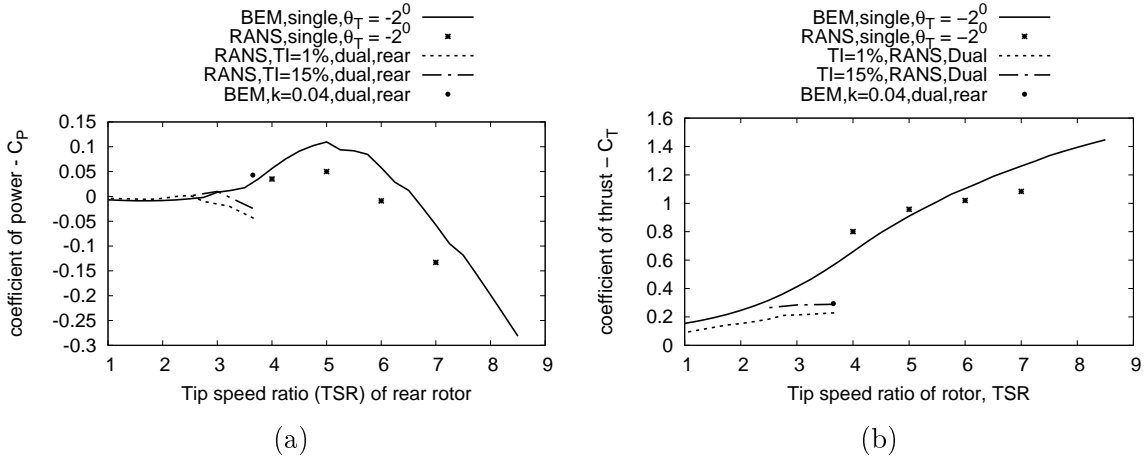 BEM,single,θT = -2⁰
RANS,single,θT = -2⁰
RANS,TI=1%,dual,rear
RANS,TI=15%,dual,rear
BEM,k=0.04,dual,rear
0.15
0.1
0.05
0
-0.05
-0.1
-0.15
-0.2
-0.25
-0.3
coefficient of power - CP
1 2 3 4 5 6 7 8 9
Tip speed ratio (TSR) of rear rotor
(a)
BEM,single,θT = −2⁰
RANS,single,θT = −2⁰
TI=1%,RANS,Dual
TI=15%,RANS,Dual
BEM,k=0.04,dual,rear
1.6
1.4
1.2
1
0.8
0.6
0.4
0.2
0
coefficient of thrust − CT
1 2 3 4 5 6 7 8 9
Tip speed ratio of rotor, TSR
(b)